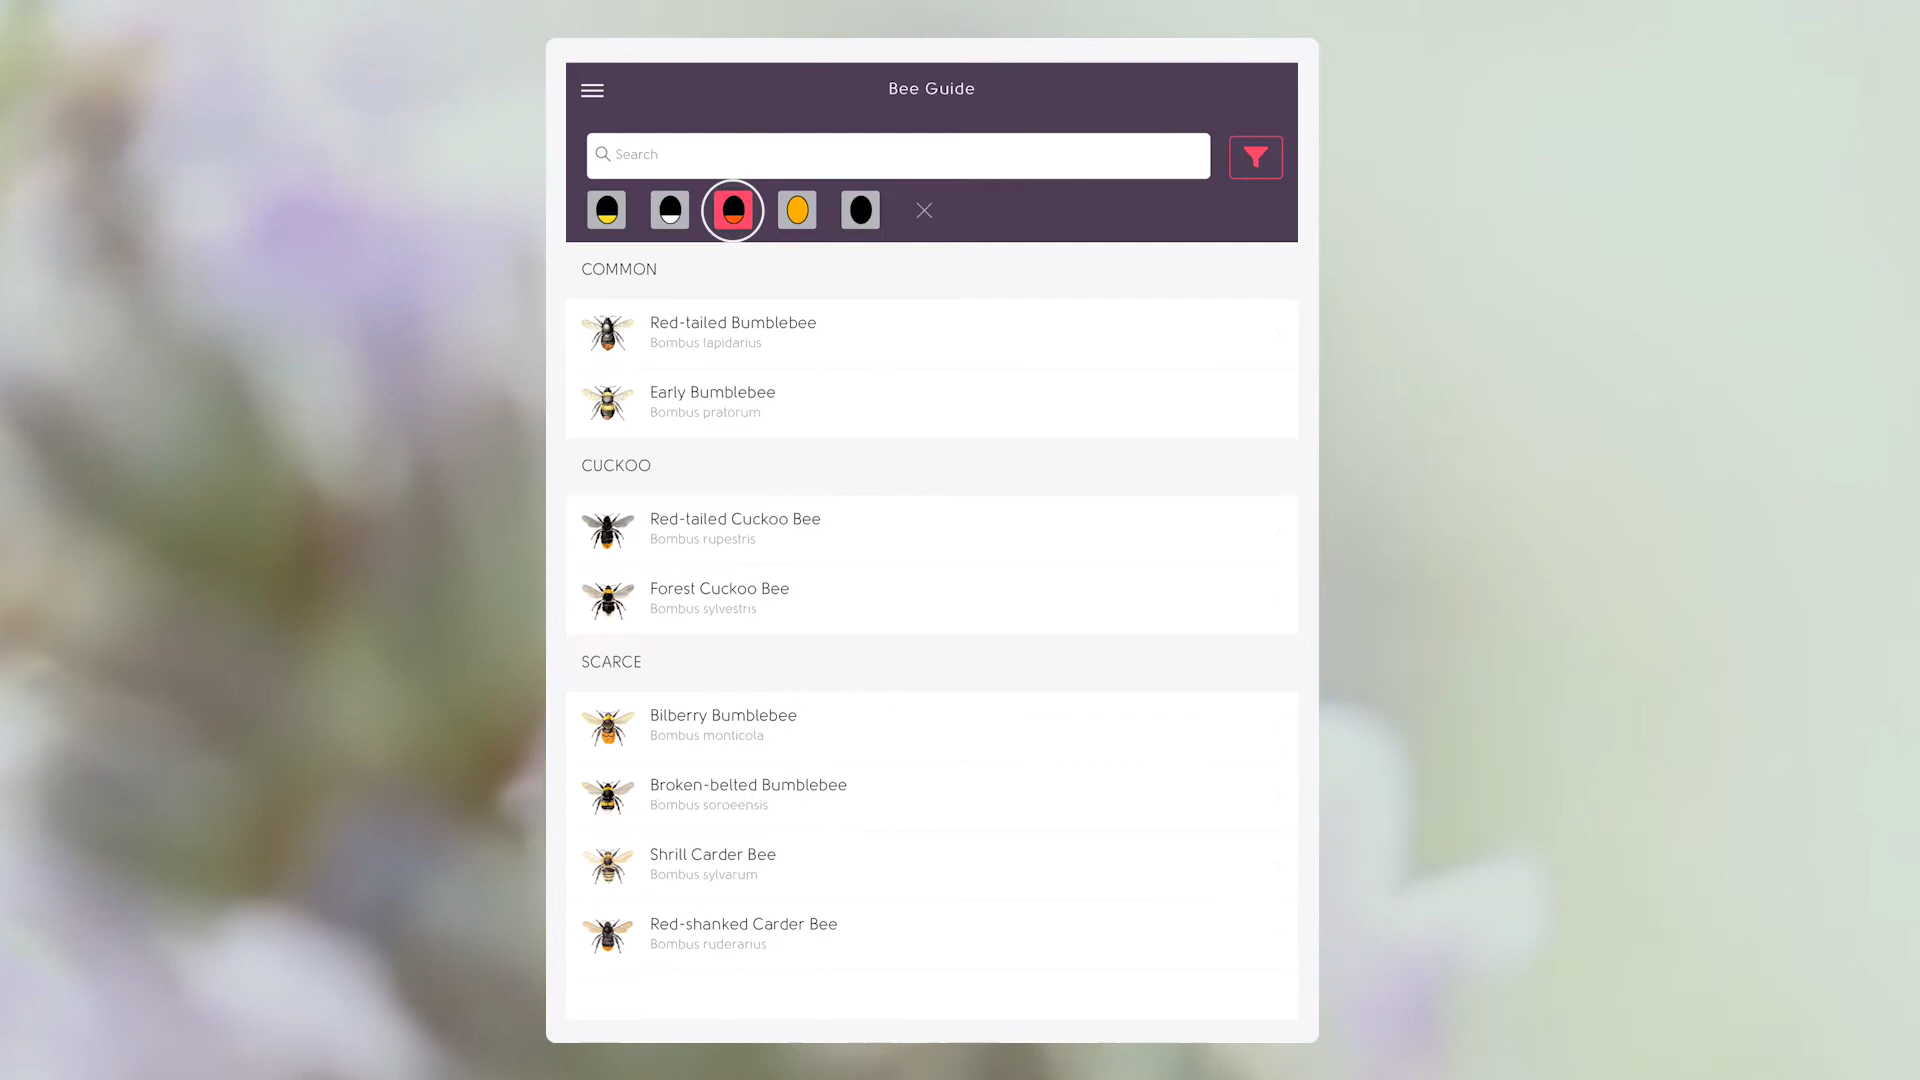 Bee Guide
Search
COMMON
Red-tailed Bumblebee
Bombus lapidarius
Early Bumblebee
Bombus pratorum
CUCKOO
Red-tailed Cuckoo Bee
Bombus rupestris
Forest Cuckoo Bee
Bombus sylvestris
SCARCE
Bilberry Bumblebee
Bombus monticola
Broken-belted Bumblebee
Bombus soroeensis
Shrill Carder Bee
Bombus sylvarum
Red-shanked Carder Bee
Bombus ruderarius